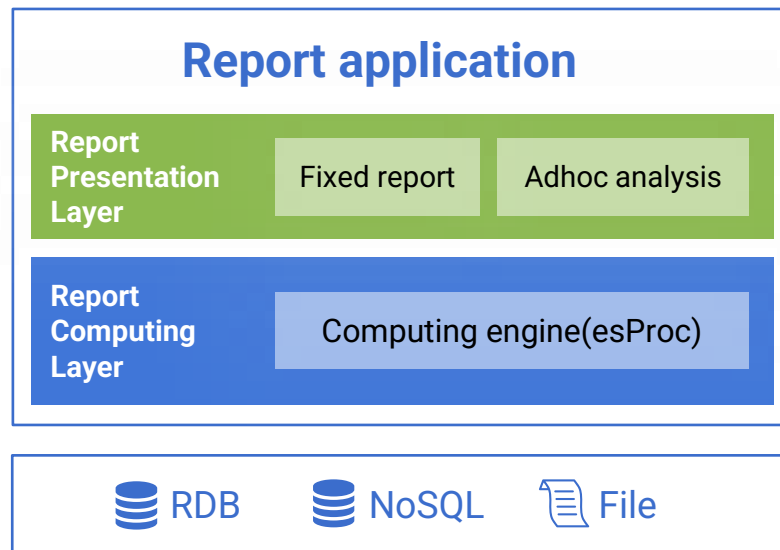 Report application
Report
Presentation
Layer
Fixed report
Adhoc analysis
Report
Computing
Layer
Computing engine(esProc)
RDB
NoSQL
File